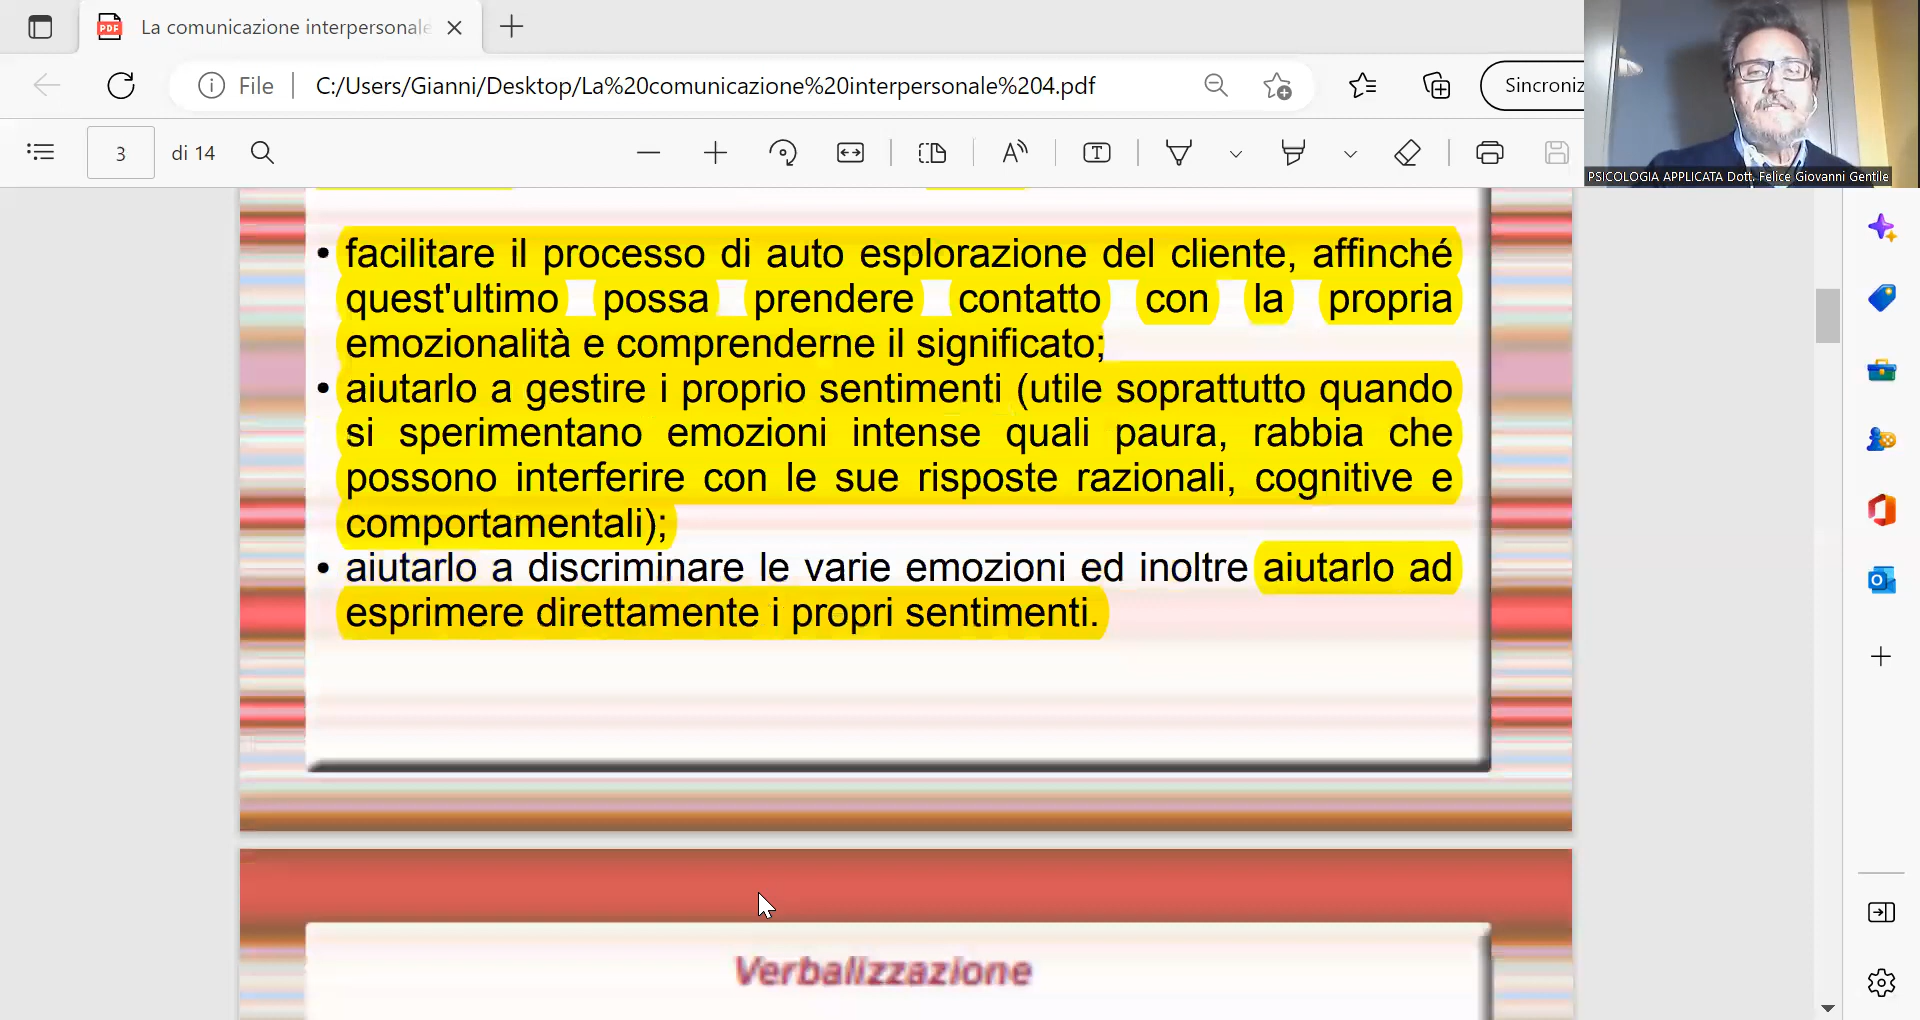 La comunicazione interpersonale
File
C:/Users/Gianni/Desktop/La%20comunicazione%20interpersonale%204.pdf
Sincroniz
3 di 14
PSICOLOGIA APPLICATA Dott. Felice Giovanni Gentile
• facilitare il processo di auto esplorazione del cliente, affinché
quest'ultimo possa prendere contatto con la propria
emozionalità e comprenderne il significato;
• aiutarlo a gestire i proprio sentimenti (utile soprattutto quando
si sperimentano emozioni intense quali paura, rabbia che
possono interferire con le sue risposte razionali, cognitive e
comportamentali);
• aiutarlo a discriminare le varie emozioni ed inoltre aiutarlo ad
esprimere direttamente i propri sentimenti.
Verbalizzazione